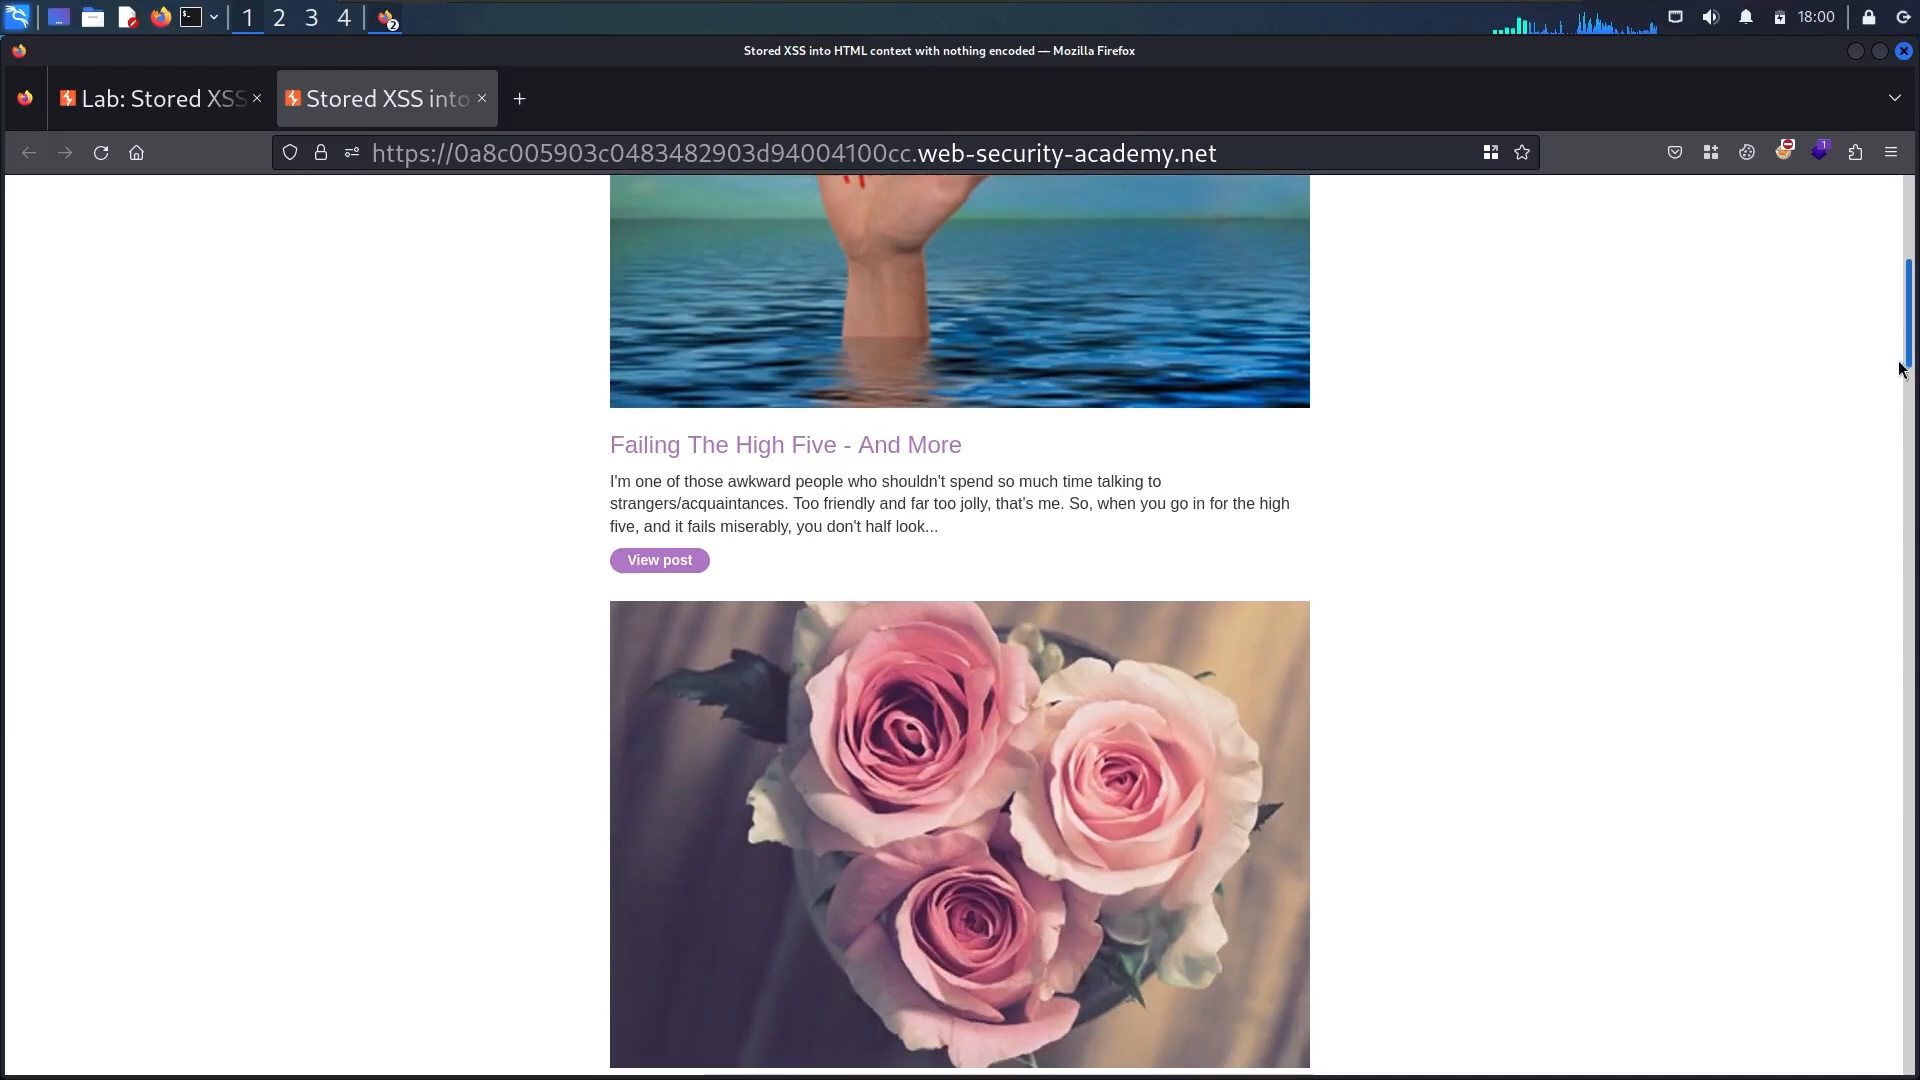 1 2 3 4
2
18:00
Stored XSS into HTML context with nothing encoded — Mozilla Firefox
Lab: Stored XSS
Stored XSS into
https://0a8c005903c0483482903d94004100cc.web-security-academy.net
1
Failing The High Five - And More
I'm one of those awkward people who shouldn't spend so much time talking to
strangers/acquaintances. Too friendly and far too jolly, that's me. So, when you go in for the high
five, and it fails miserably, you don't half look...
View post